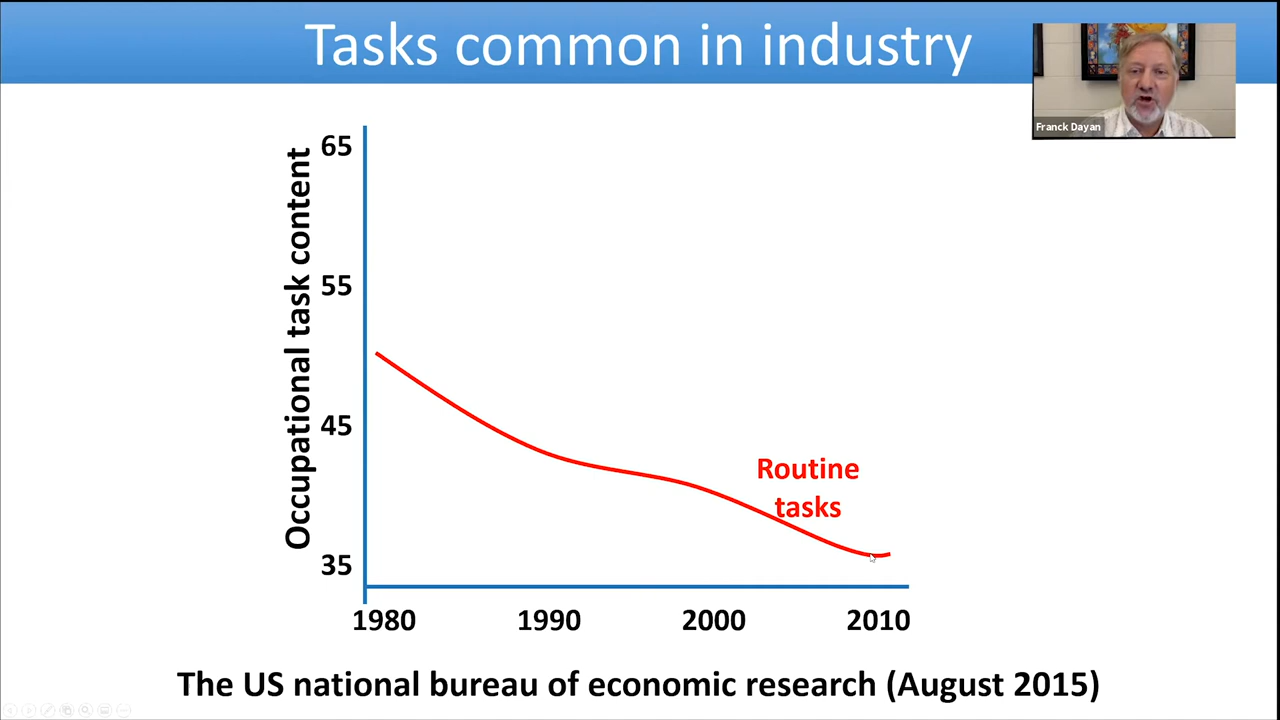 Tasks common in industry
Franck Dayan
Occupational task content
65
55
45
35
Routine
tasks
1980 1990 2000 2010
The US national bureau of economic research (August 2015)